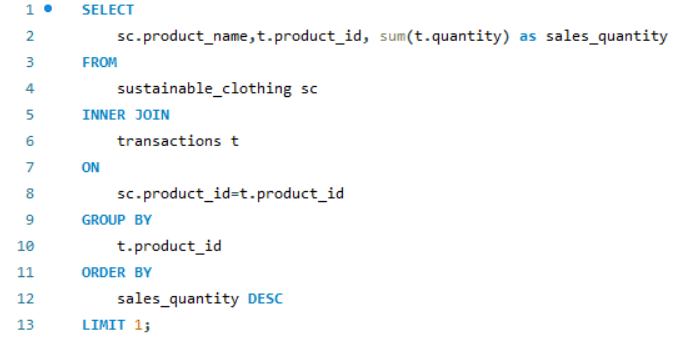 1 SELECT
2 sc.product_name,t.product_id, sum(t.quantity) as sales_quantity
3 FROM
4 sustainable_clothing sc
5 INNER JOIN
6 transactions t
7 ON
8 sc.product_id=t.product_id
9 GROUP BY
10 t.product_id
11 ORDER BY
12 sales_quantity DESC
13 LIMIT 1;